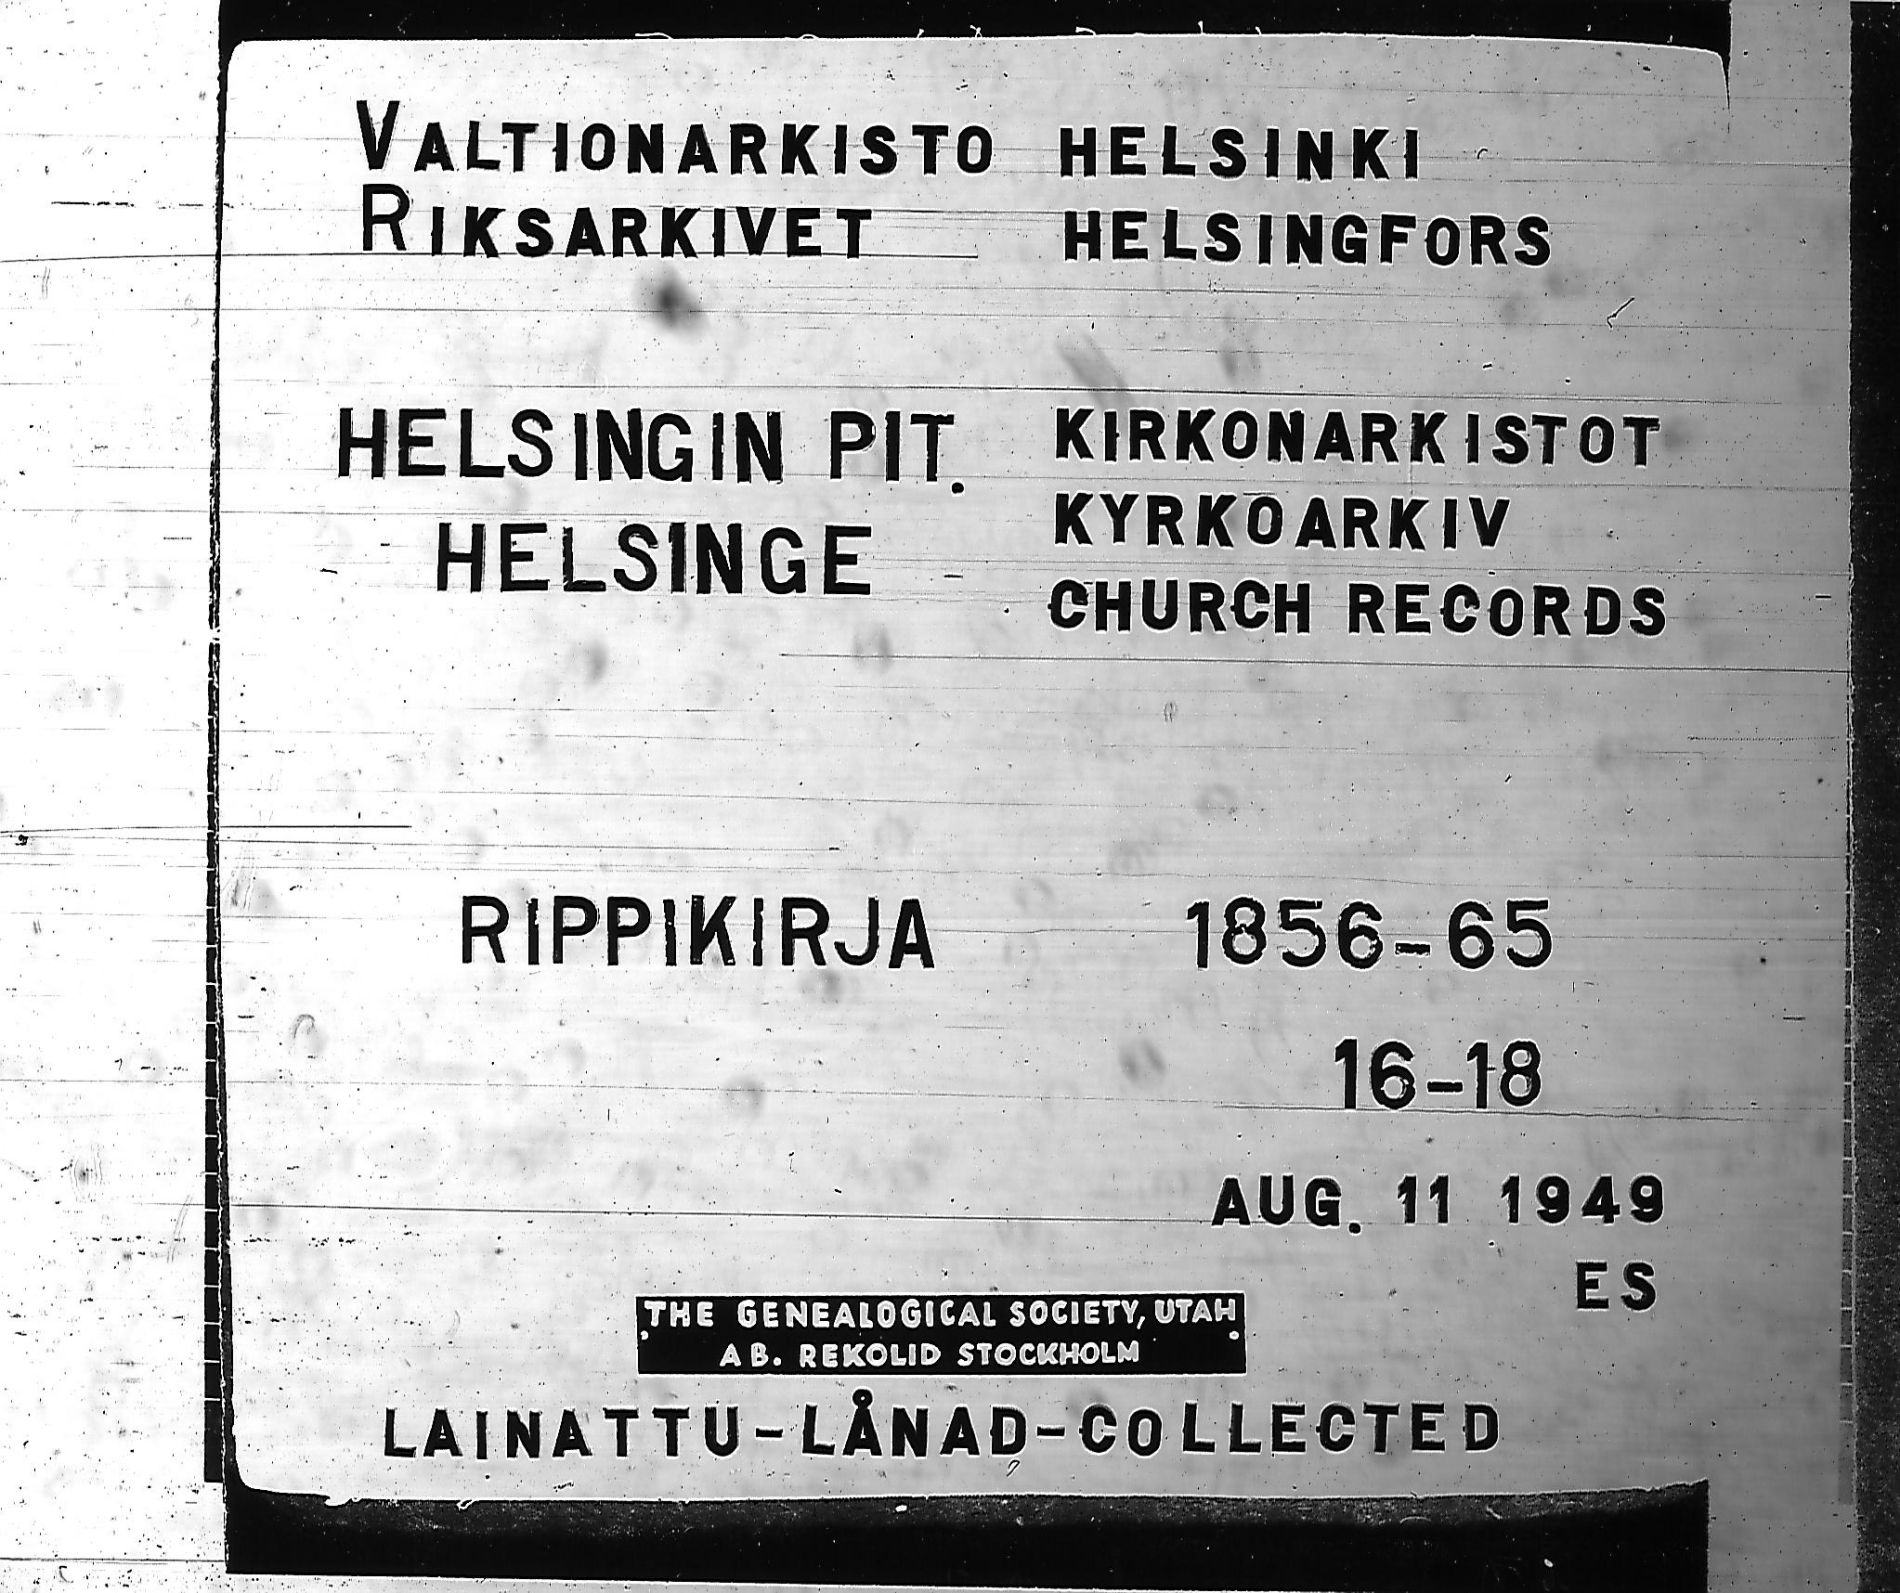 VALTIONARKISTO HELSINKI
RIKSARKIVET HELSINGFORS
HELSINGIN PIT.
HELSINGE
KIRKONARKISTOT
KYRKOARKIV
CHURCH RECORDS
RIPPIKIRJA 1856-65
16-18
AUG. 11 1949
ES
THE GENEALOGICAL SOCIETY, UTAH
AB. REKOLID STOCKHOLM
LAINATTU-LÅNAD-COLLECTED